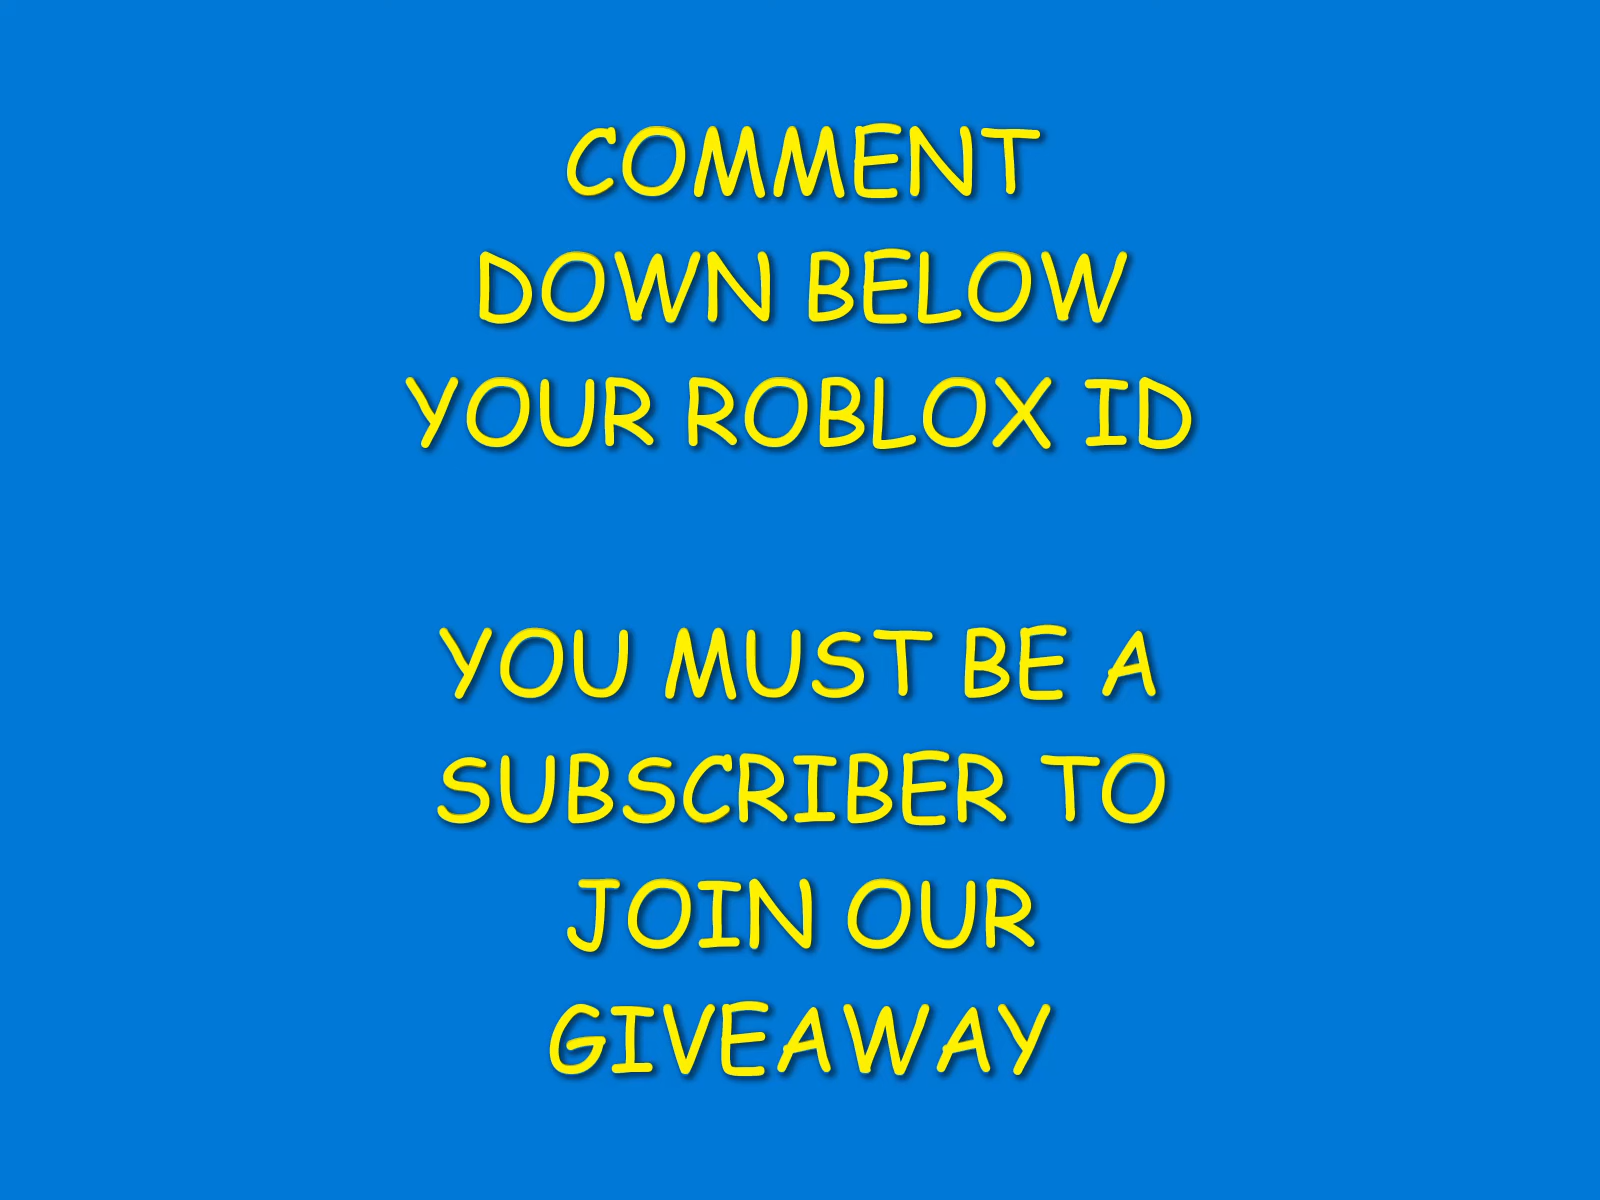 COMMENT
DOWN BELOW
YOUR ROBLOX ID
YOU MUST BE A
SUBSCRIBER TO
JOIN OUR
GIVEAWAY